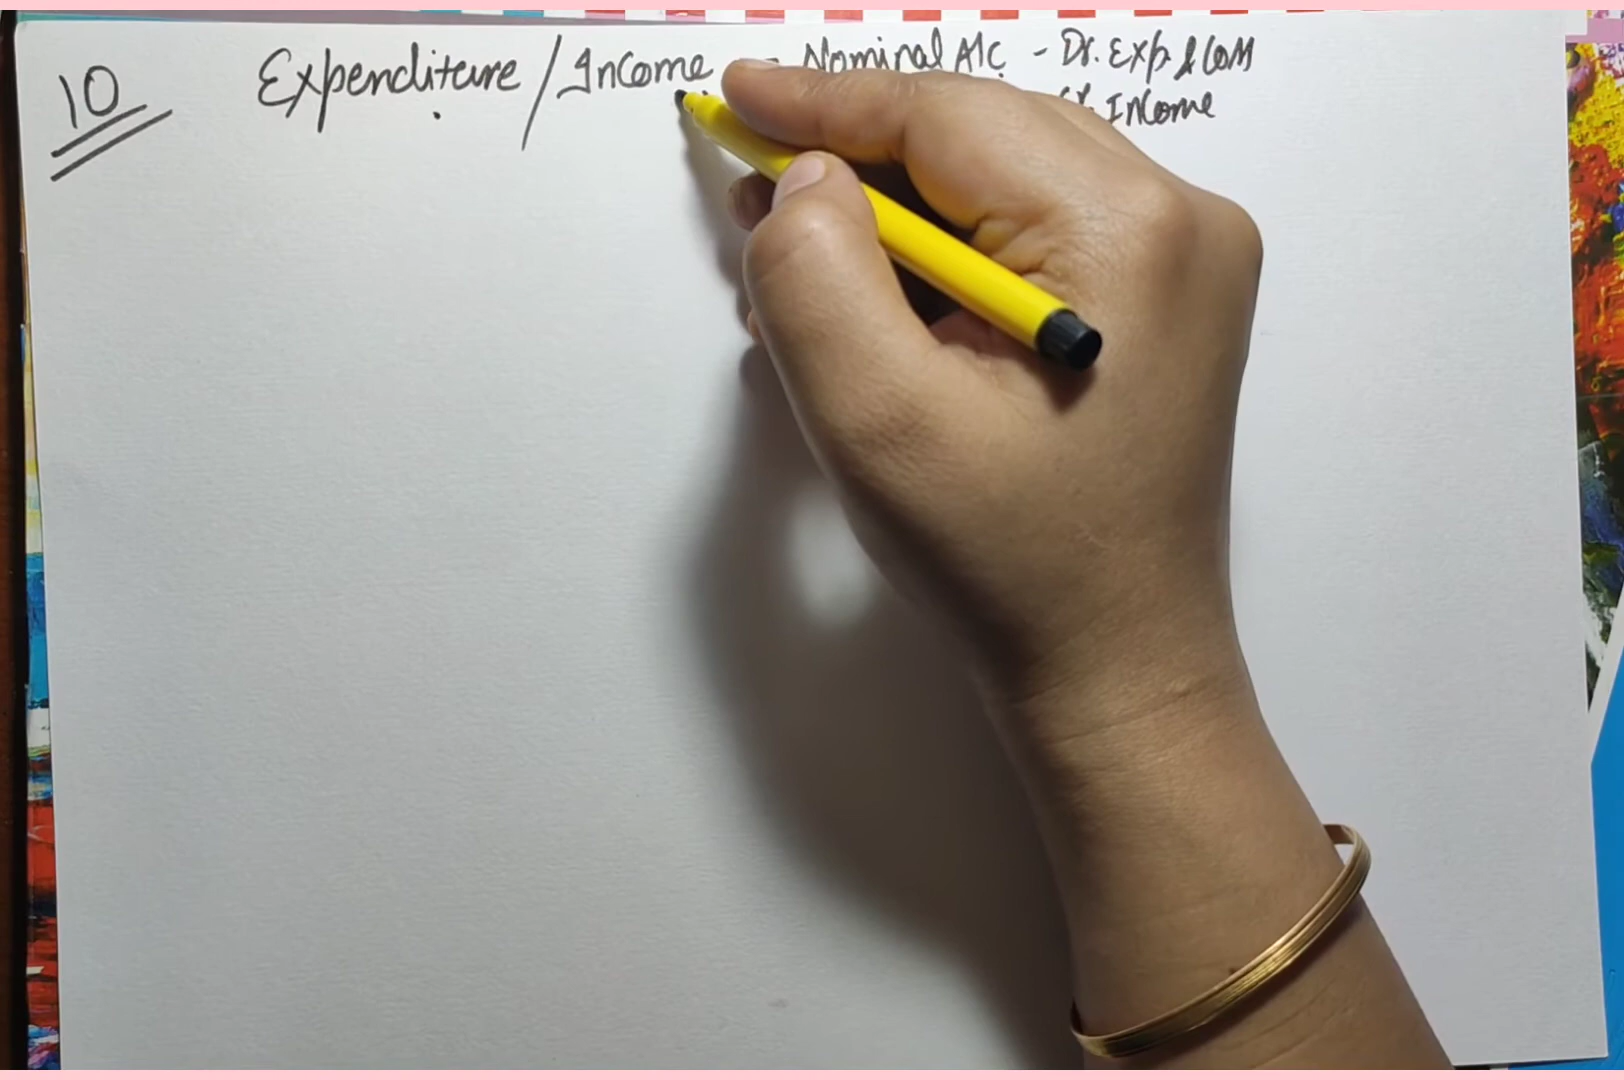 10 Expenditure / Income - Nominal A/c - Dr. Exp. & Loss
Cr. Income